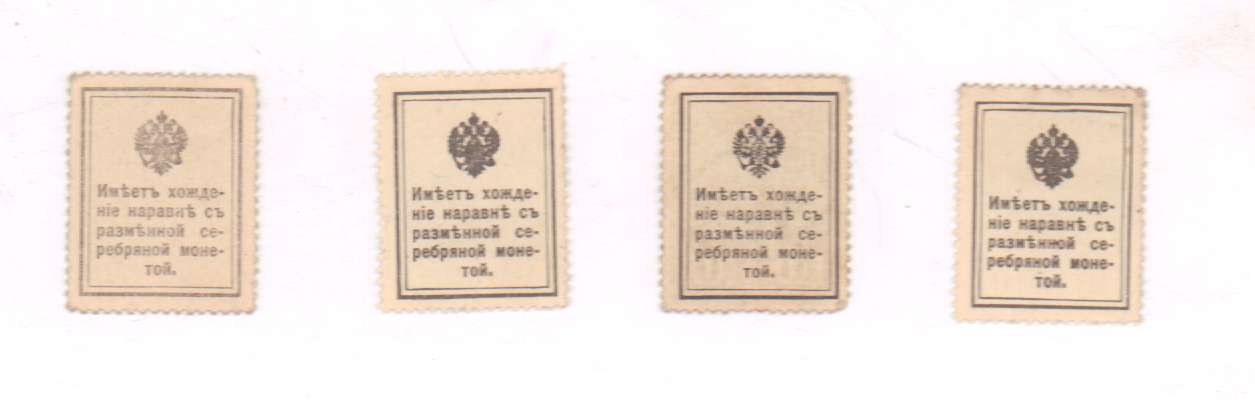 Имѣетъ хожде-
ніе наравнѣ съ
размѣнной се-
ребряной моне-
той.
Имѣетъ хожде-
ніе наравнѣ съ
размѣнной се-
ребряной моне-
той.
Имѣетъ хожде-
ніе наравнѣ съ
размѣнной се-
ребряной моне-
той.
Имѣетъ хожде-
ніе наравнѣ съ
размѣнной се-
ребряной моне-
той.